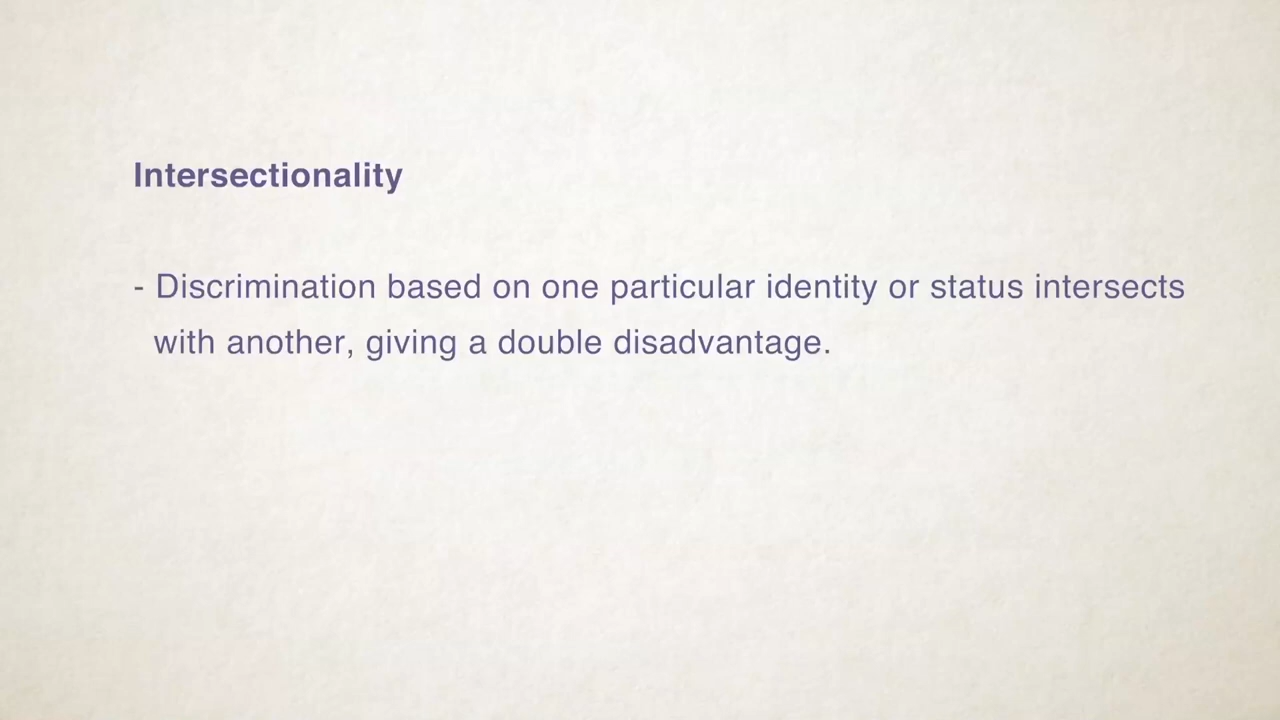 Intersectionality
- Discrimination based on one particular identity or status intersects
with another, giving a double disadvantage.